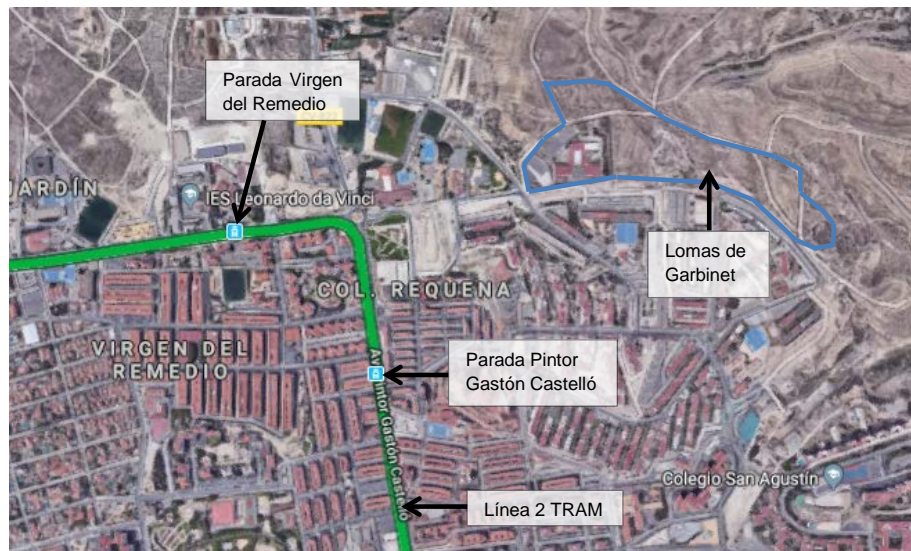 Parada Virgen
del Remedio
JARDÍN
IES Leonardo da Vinci
Lomas de
Garbinet
COL. REQUENA
VIRGEN DEL
REMEDIO
Parada Pintor
Gastón Castelló
Av. Pintor Gastón Castelló
Colegio San Agustín
Línea 2 TRAM